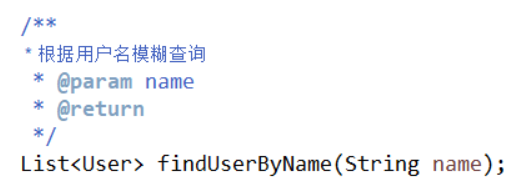 /**
* 根据用户名模糊查询
* @param name
* @return
*/
List<User> findUserByName(String name);